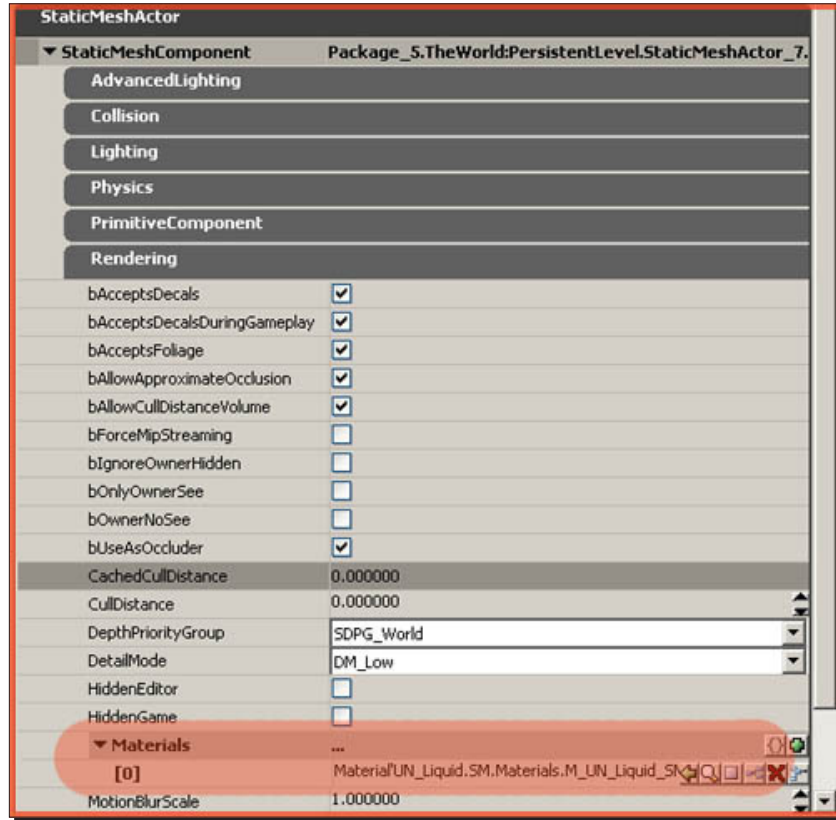 StaticMeshActor
StaticMeshComponent Package_5.TheWorld:PersistentLevel.StaticMeshActor_7.
AdvancedLighting
Collision
Lighting
Physics
PrimitiveComponent
Rendering
bAcceptsDecals
bAcceptsDecalsDuringGameplay
bAcceptsFoliage
bAllowApproximateOcclusion
bAllowCullDistanceVolume
bForceMipStreaming
bIgnoreOwnerHidden
bOnlyOwnerSee
bOwnerNoSee
bUseAsOccluder
CachedCullDistance 0.000000
CullDistance 0.000000
DepthPriorityGroup SDPG_World
DetailMode DM_Low
HiddenEditor
HiddenGame
Materials ...
[0] Material'UN_Liquid.SM.Materials.M_UN_Liquid_SM
MotionBlurScale 1.000000